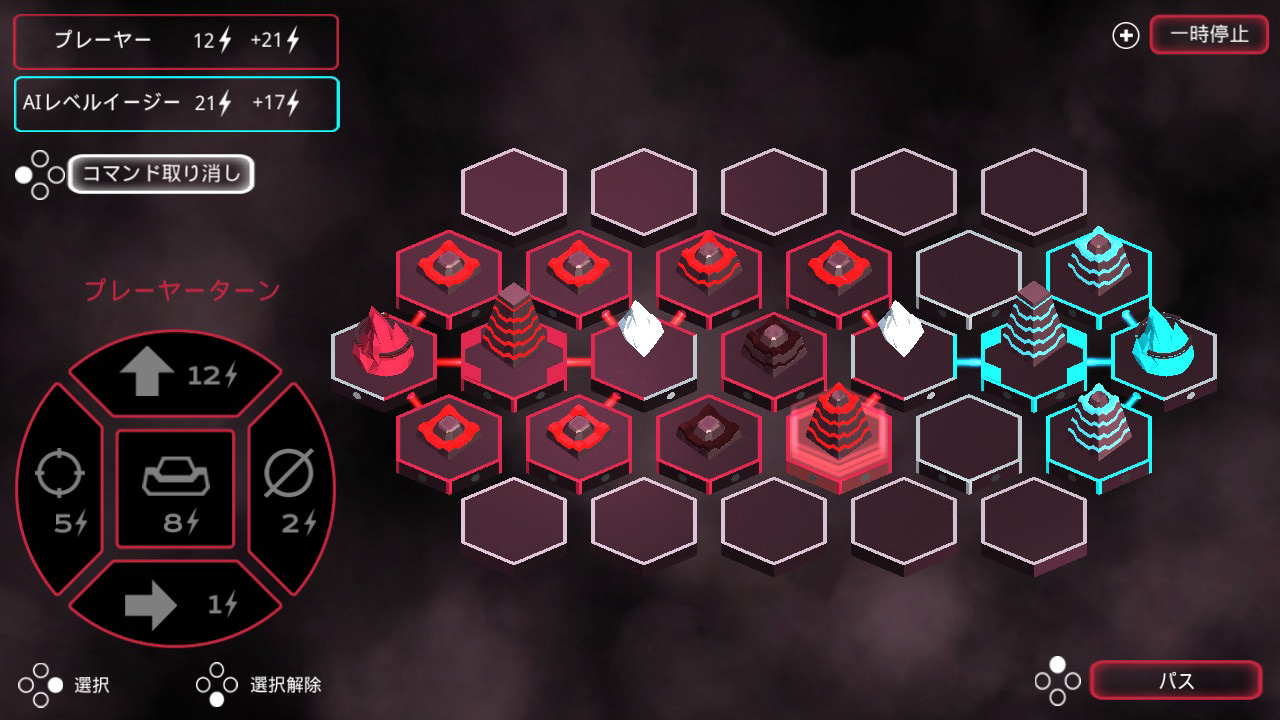 プレーヤー 12 +21
一時停止
AIレベルイージー 21 +17
コマンド取り消し
プレーヤーターン
12
5
8
2
1
選択
選択解除
パス